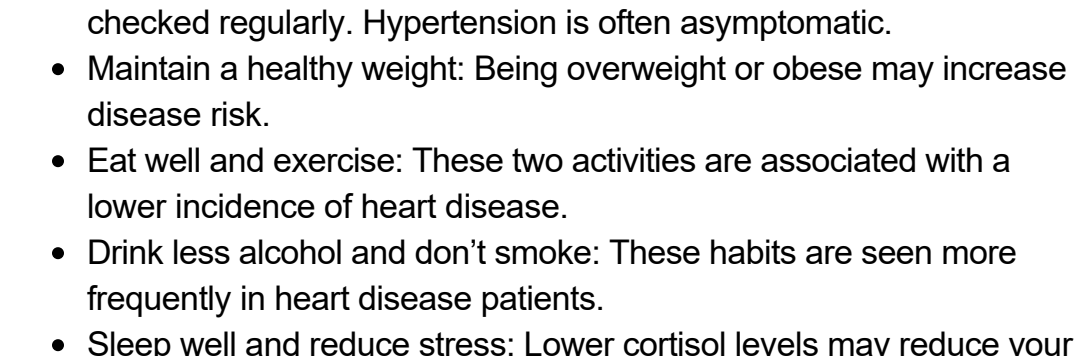 checked regularly. Hypertension is often asymptomatic.
• Maintain a healthy weight: Being overweight or obese may increase
disease risk.
• Eat well and exercise: These two activities are associated with a
lower incidence of heart disease.
• Drink less alcohol and don’t smoke: These habits are seen more
frequently in heart disease patients.
• Sleep well and reduce stress: Lower cortisol levels may reduce your